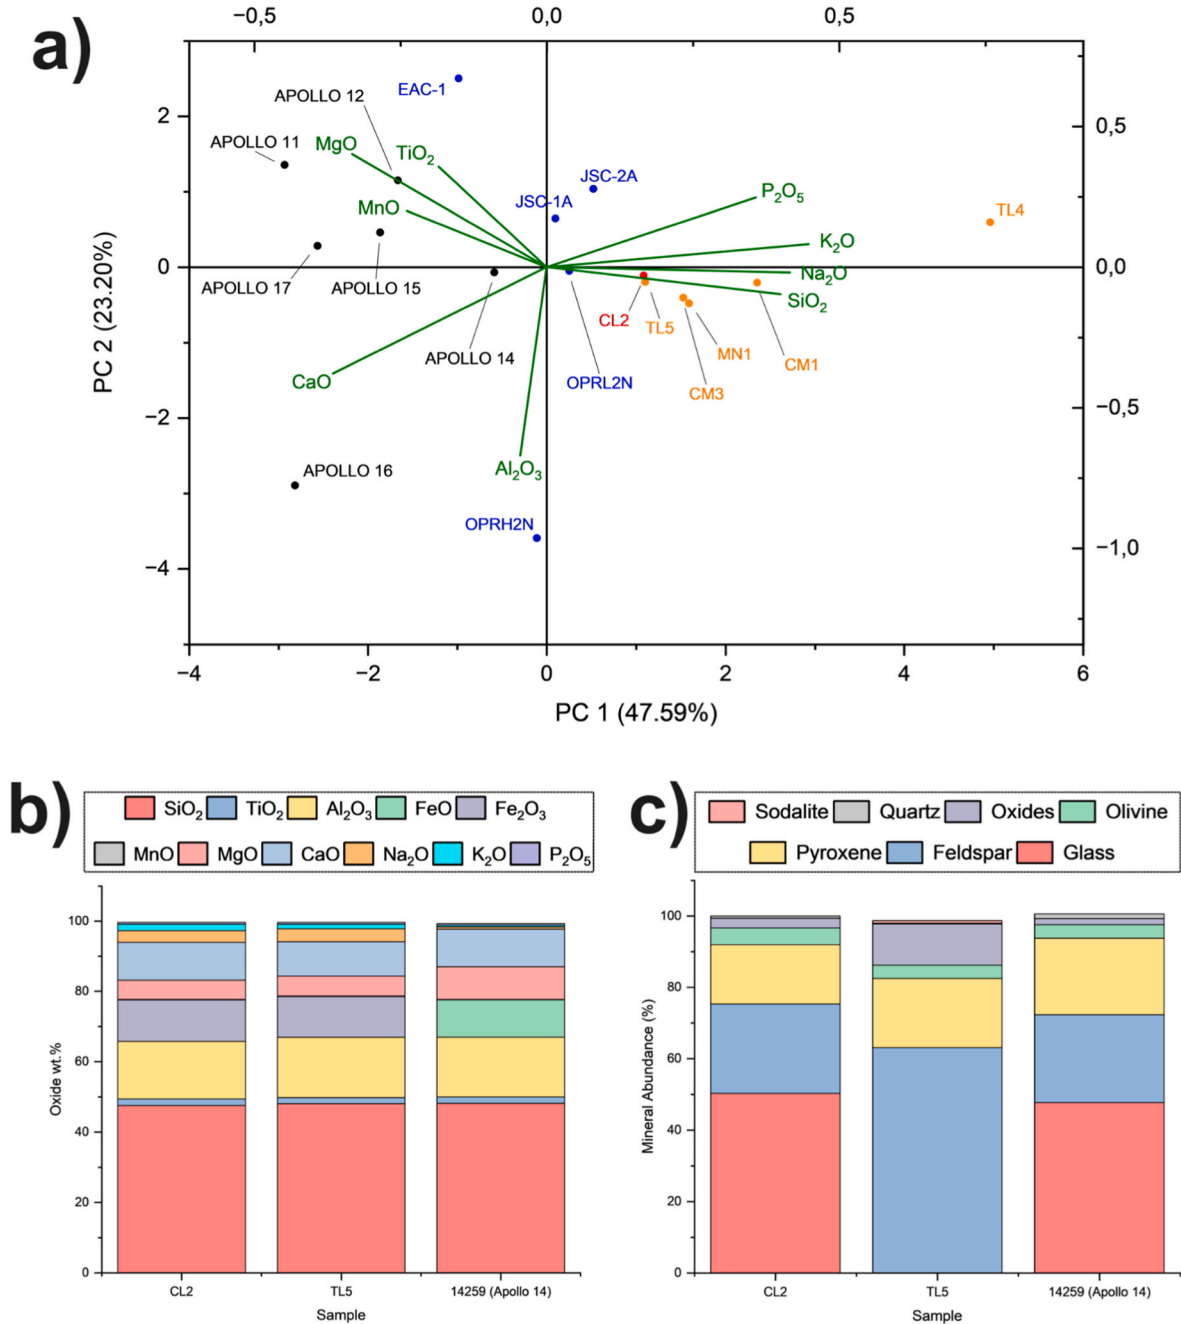 a)
−0,5 0,0 0,5
EAC-1
APOLLO 12
2
0,5
APOLLO 11 MgO TiO₂
JSC-2A
P₂O₅
JSC-1A
TL4
MnO
K₂O
0
0,0
Na₂O
APOLLO 17 APOLLO 15
SiO₂
CL2 TL5
MN1
APOLLO 14
CM1
CaO
OPRL2N
CM3
−2
−0,5
Al₂O₃
APOLLO 16
OPRH2N
−1,0
−4
PC 2 (23.20%)
−4 −2 0 2 4 6
PC 1 (47.59%)
b)
SiO₂ TiO₂ Al₂O₃ FeO Fe₂O₃
MnO MgO CaO Na₂O K₂O P₂O₅
100
80
60
40
20
0
Oxide wt.%
CL2 TL5 14259 (Apollo 14)
Sample
c)
Sodalite Quartz Oxides Olivine
Pyroxene Feldspar Glass
100
80
60
40
20
0
Mineral Abundance (%)
CL2 TL5 14259 (Apollo 14)
Sample